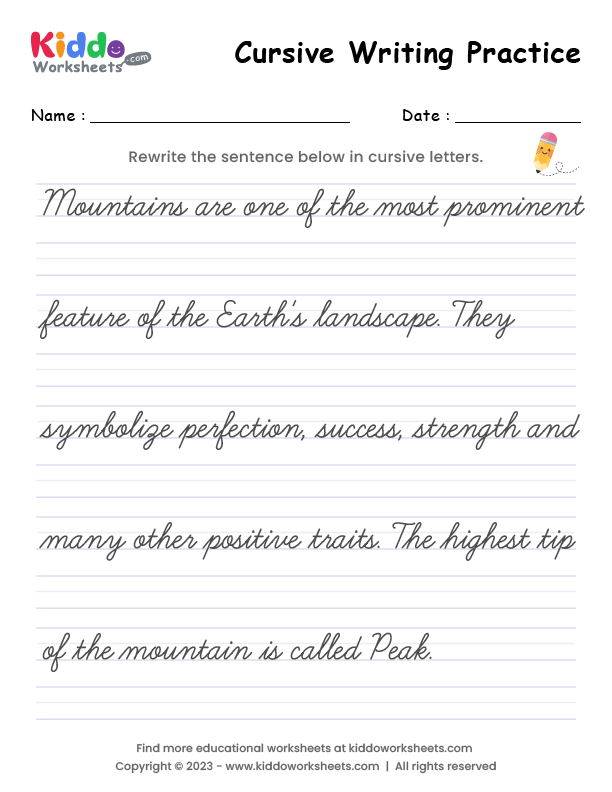 Kiddo
Worksheets .com
Cursive Writing Practice
Name : Date :
Rewrite the sentence below in cursive letters.
Mountains are one of the most prominent
feature of the Earth's landscape. They
symbolize perfection, success, strength and
many other positive traits. The highest tip
of the mountain is called Peak.
Find more educational worksheets at kiddoworksheets.com
Copyright © 2023 - www.kiddoworksheets.com | All rights reserved